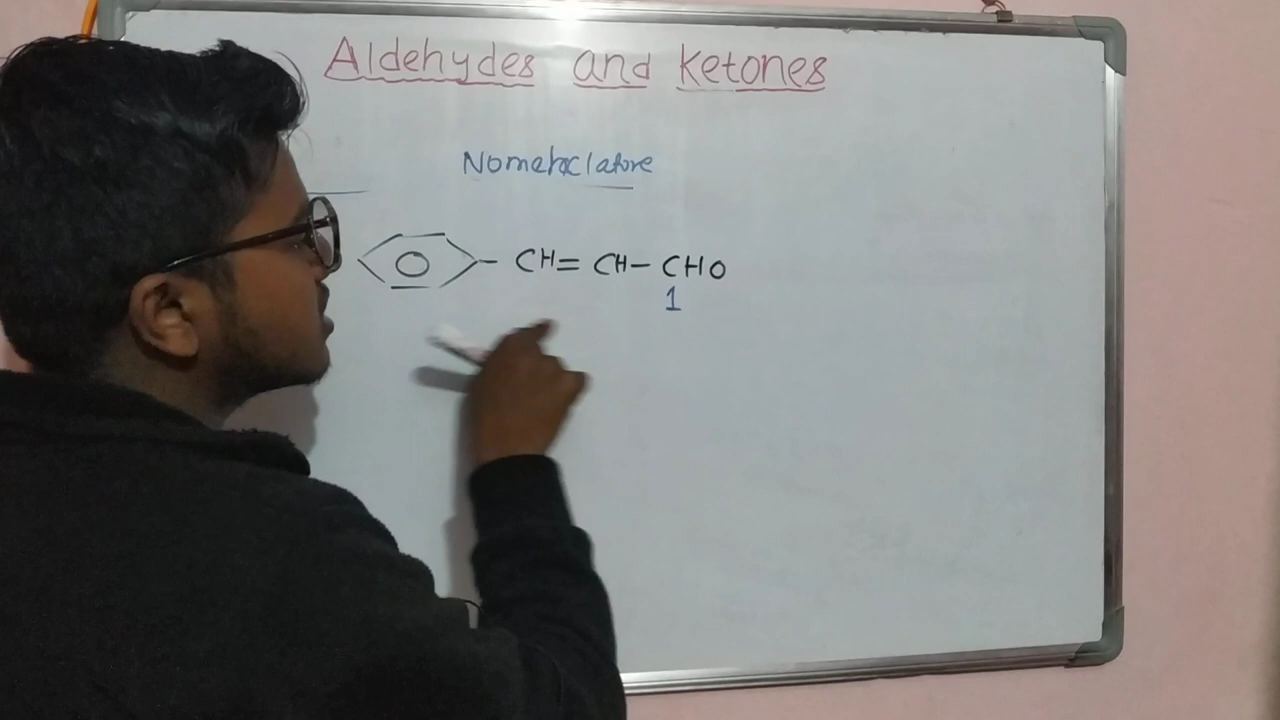 Aldehydes and Ketones
Nomenclature
CH = CH - CHO
1